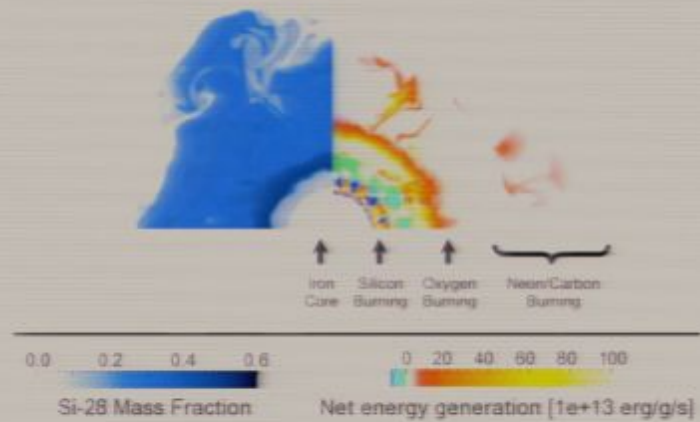 Iron Core
Silicon Burning
Oxygen Burning
Neon/Carbon Burning
0.0 0.2 0.4 0.6
Si-28 Mass Fraction
0 20 40 60 80 100
Net energy generation [1e+13 erg/g/s]